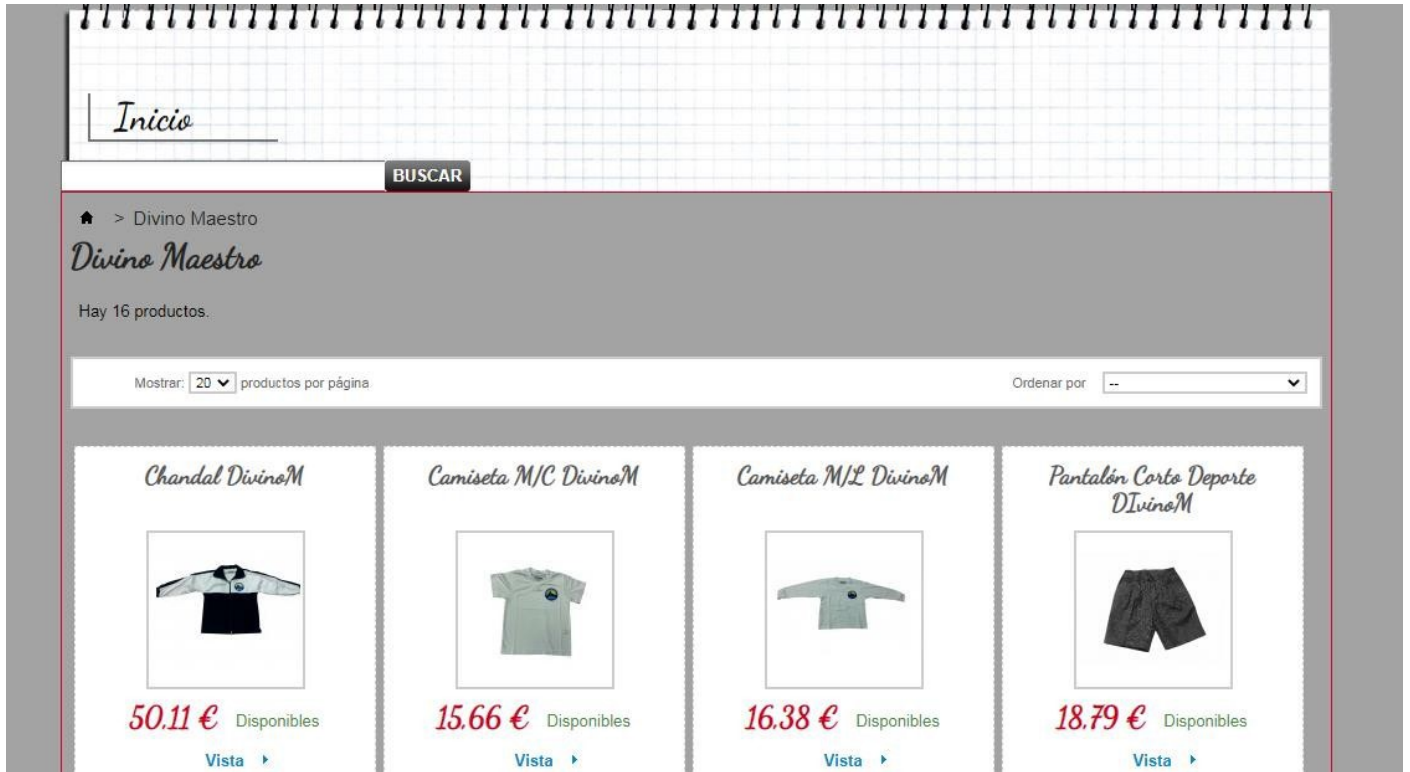 Inicio
BUSCAR
> Divino Maestro
Divino Maestro
Hay 16 productos.
Mostrar: 20 productos por página
Ordenar por --
Chandal DivinoM
Camiseta M/C DivinoM
Camiseta M/L DivinoM
Pantalón Corto Deporte
DIvinoM
50,11 € Disponibles
15,66 € Disponibles
16,38 € Disponibles
18,79 € Disponibles
Vista
Vista
Vista
Vista